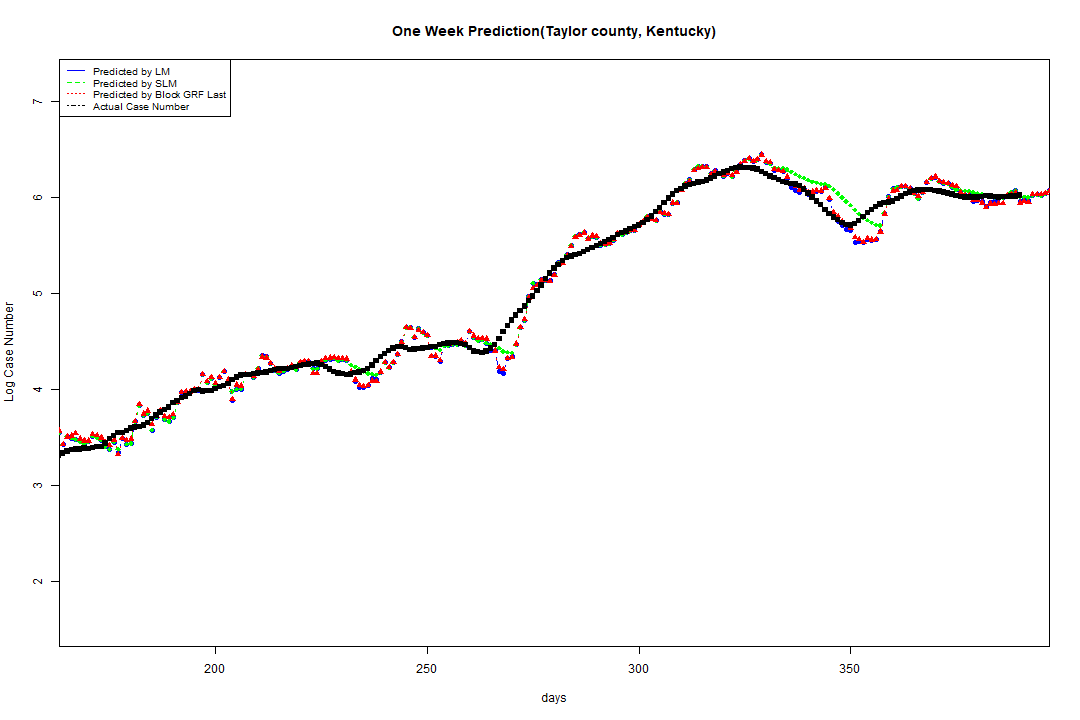 One Week Prediction(Taylor county, Kentucky)
Predicted by LM
Predicted by SLM
Predicted by Block GRF Last
Actual Case Number
7
6
5
4
3
2
Log Case Number
200 250 300 350
days